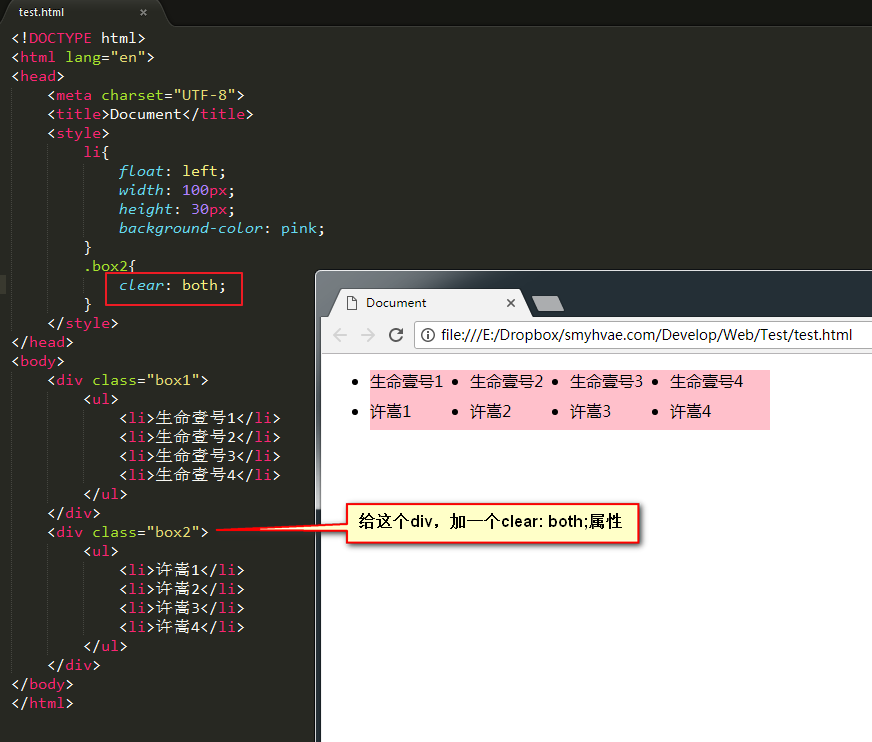 test.html
<!DOCTYPE html>
<html lang="en">
<head>
<meta charset="UTF-8">
<title>Document</title>
<style>
li{
float: left;
width: 100px;
height: 30px;
background-color: pink;
}
.box2{
clear: both;
}
</style>
</head>
<body>
<div class="box1">
<ul>
<li>生命壹号1</li>
<li>生命壹号2</li>
<li>生命壹号3</li>
<li>生命壹号4</li>
</ul>
</div>
<div class="box2">
<ul>
<li>许嵩1</li>
<li>许嵩2</li>
<li>许嵩3</li>
<li>许嵩4</li>
</ul>
</div>
</body>
</html>
Document
file:///E:/Dropbox/smyhvae.com/Develop/Web/Test/test.html
• 生命壹号1 • 生命壹号2 • 生命壹号3 • 生命壹号4
• 许嵩1 • 许嵩2 • 许嵩3 • 许嵩4
给这个div，加一个clear: both;属性